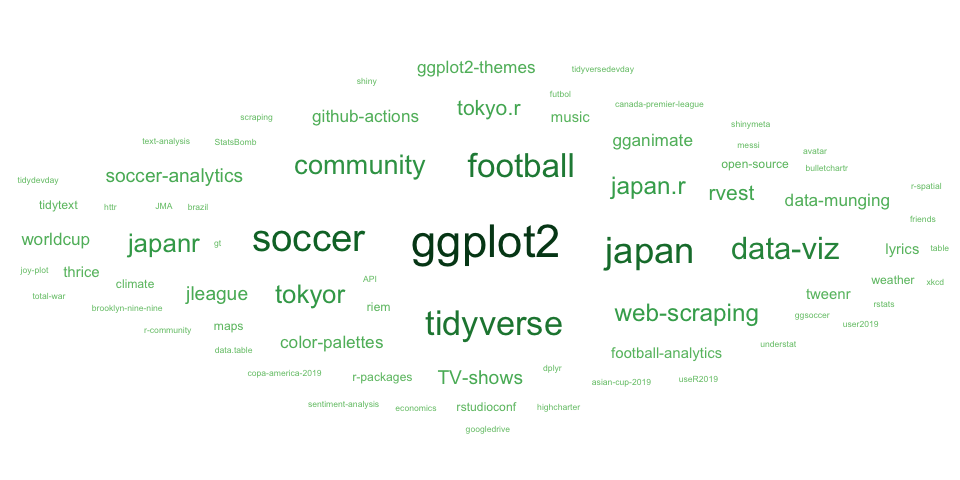 ggplot2-themes tidyversedevday
shiny
futbol
scraping github-actions tokyo.r music canada-premier-league
shinymeta
text-analysis StatsBomb gganimate messi avatar
community football open-source bulletchartr
tidydevday soccer-analytics japan.r rvest r-spatial
tidytext httr JMA brazil data-munging
friends
worldcup japanr gt soccer ggplot2 japan data-viz lyrics table
joy-plot thrice climate API weather xkcd
total-war jleague tokyor riem tweenr rstats
brooklyn-nine-nine web-scraping ggsoccer
r-community maps tidyverse user2019
data.table color-palettes football-analytics understat
copa-america-2019 r-packages TV-shows dplyr asian-cup-2019 useR2019
sentiment-analysis economics rstudioconf highcharter
googledrive